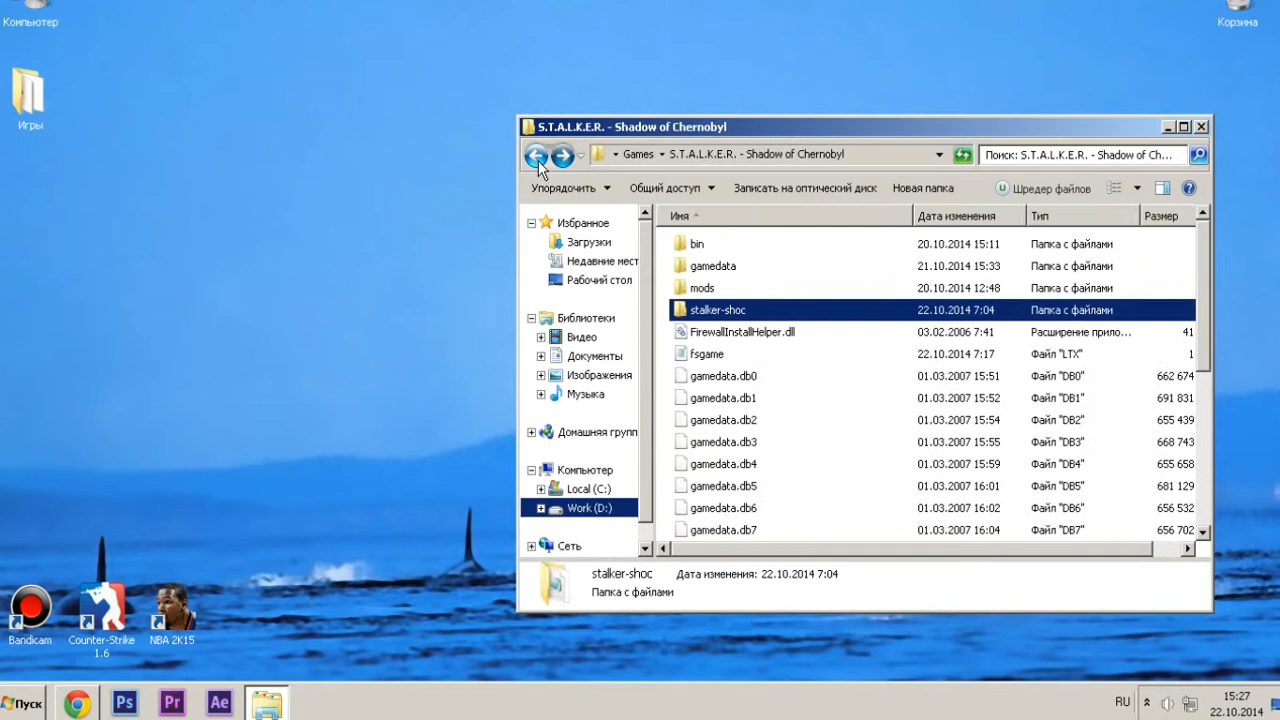 Компьютер
Корзина
Игры
S.T.A.L.K.E.R. - Shadow of Chernobyl
Games
S.T.A.L.K.E.R. - Shadow of Chernobyl
Поиск: S.T.A.L.K.E.R. - Shadow of Ch...
Упорядочить
Общий доступ
Записать на оптический диск
Новая папка
Шредер файлов
Избранное
Загрузки
Недавние мест
Рабочий стол
Библиотеки
Видео
Документы
Изображения
Музыка
Домашняя групп
Компьютер
Local (C:)
Work (D:)
Сеть
Имя Дата изменения Тип Размер
bin 20.10.2014 15:11 Папка с файлами
gamedata 21.10.2014 15:33 Папка с файлами
mods 20.10.2014 12:48 Папка с файлами
stalker-shoc 22.10.2014 7:04 Папка с файлами
FirewallInstallHelper.dll 03.02.2006 7:41 Расширение прило... 41
fsgame 22.10.2014 7:17 Файл "LTX" 1
gamedata.db0 01.03.2007 15:51 Файл "DB0" 662 674
gamedata.db1 01.03.2007 15:52 Файл "DB1" 691 831
gamedata.db2 01.03.2007 15:54 Файл "DB2" 655 439
gamedata.db3 01.03.2007 15:55 Файл "DB3" 668 743
gamedata.db4 01.03.2007 15:59 Файл "DB4" 655 658
gamedata.db5 01.03.2007 16:01 Файл "DB5" 681 129
gamedata.db6 01.03.2007 16:02 Файл "DB6" 656 532
gamedata.db7 01.03.2007 16:04 Файл "DB7" 656 702
stalker-shoc Дата изменения: 22.10.2014 7:04
Папка с файлами
Bandicam
Counter-Strike
1.6
NBA 2K15
Пуск
Ps
Pr
Ae
RU
15:27
22.10.2014